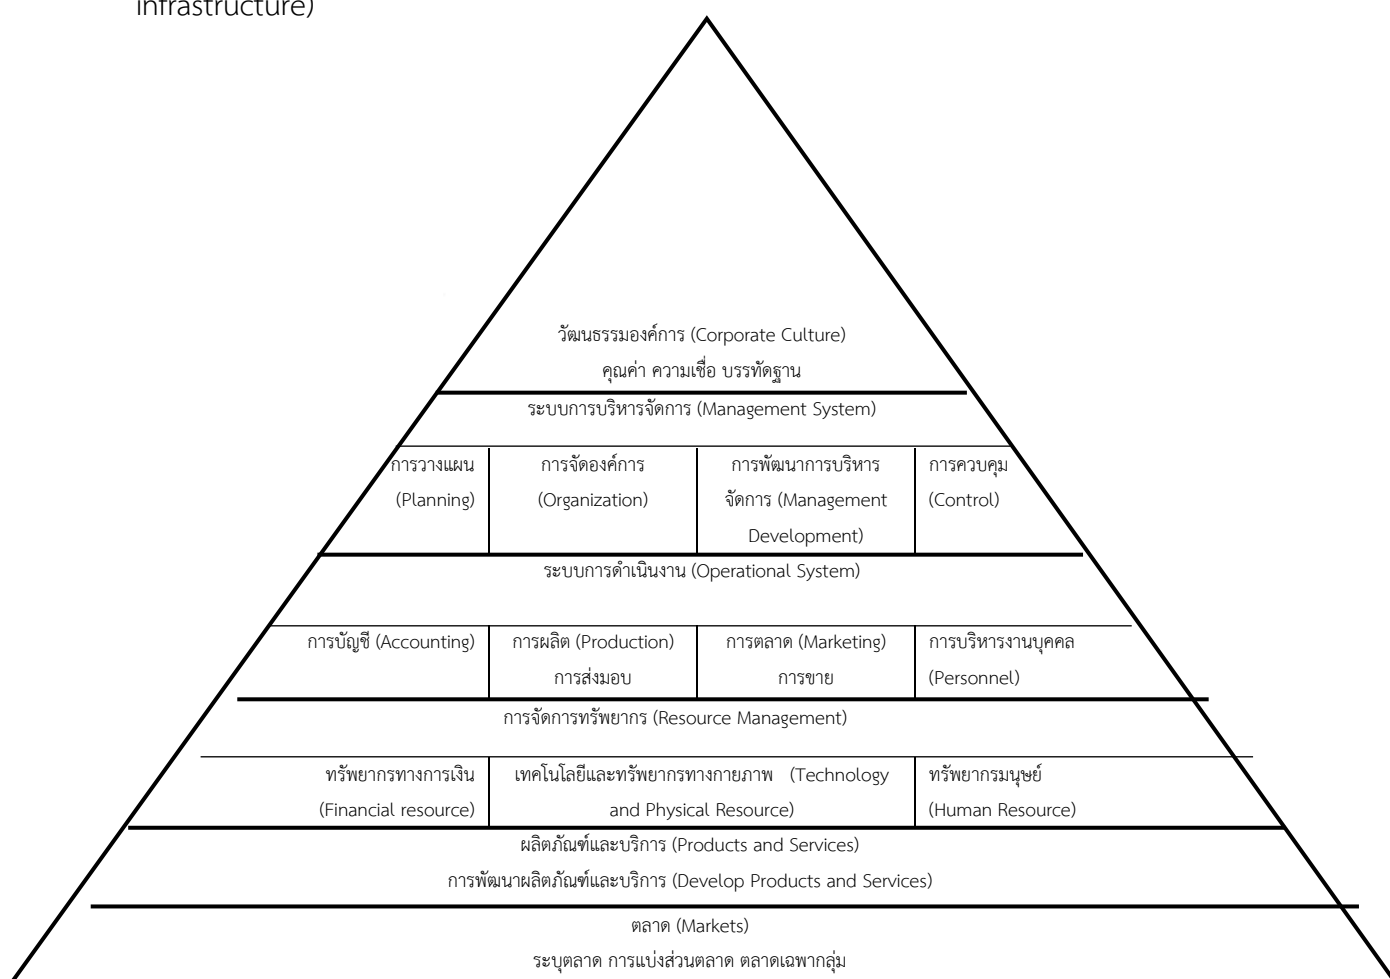 infrastructure)
วัฒนธรรมองค์การ (Corporate Culture)
คุณค่า ความเชื่อ บรรทัดฐาน
ระบบการบริหารจัดการ (Management System)
การวางแผน
(Planning)
การจัดองค์การ
(Organization)
การพัฒนาการบริหาร
จัดการ (Management
Development)
การควบคุม
(Control)
ระบบการดำเนินงาน (Operational System)
การบัญชี (Accounting)
การผลิต (Production)
การส่งมอบ
การตลาด (Marketing)
การขาย
การบริหารงานบุคคล
(Personnel)
การจัดการทรัพยากร (Resource Management)
ทรัพยากรทางการเงิน
(Financial resource)
เทคโนโลยีและทรัพยากรทางกายภาพ (Technology
and Physical Resource)
ทรัพยากรมนุษย์
(Human Resource)
ผลิตภัณฑ์และบริการ (Products and Services)
การพัฒนาผลิตภัณฑ์และบริการ (Develop Products and Services)
ตลาด (Markets)
ระบุตลาด การแบ่งส่วนตลาด ตลาดเฉพากลุ่ม